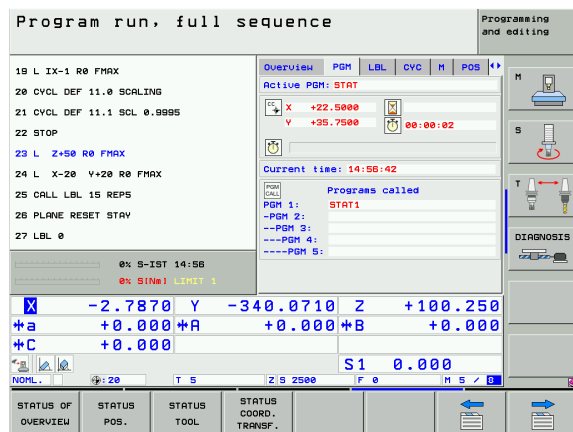 Program run, full sequence
Programming and editing
19 L IX-1 R0 FMAX
20 CYCL DEF 11.0 SCALING
21 CYCL DEF 11.1 SCL 0.9995
22 STOP
23 L Z+50 R0 FMAX
24 L X-20 Y+20 R0 FMAX
25 CALL LBL 15 REP5
26 PLANE RESET STAY
27 LBL 0
0% S-IST 14:56
0% S[Nm] LIMIT 1
Overview PGM LBL CYC M POS
Active PGM: STAT
CC X +22.5000
Y +35.7500
00:00:02
Current time: 14:56:42
PGM CALL Programs called
PGM 1: STAT1
-PGM 2:
--PGM 3:
---PGM 4:
----PGM 5:
M
S
T
DIAGNOSIS
X -2.7870 Y -340.0710 Z +100.250
a +0.000 A +0.000 B +0.000
C +0.000
S1 0.000
NOML. :20 T 5 Z S 2500 F 0 M 5 / 8
STATUS OF OVERVIEW
STATUS POS.
STATUS TOOL
STATUS COORD. TRANSF.